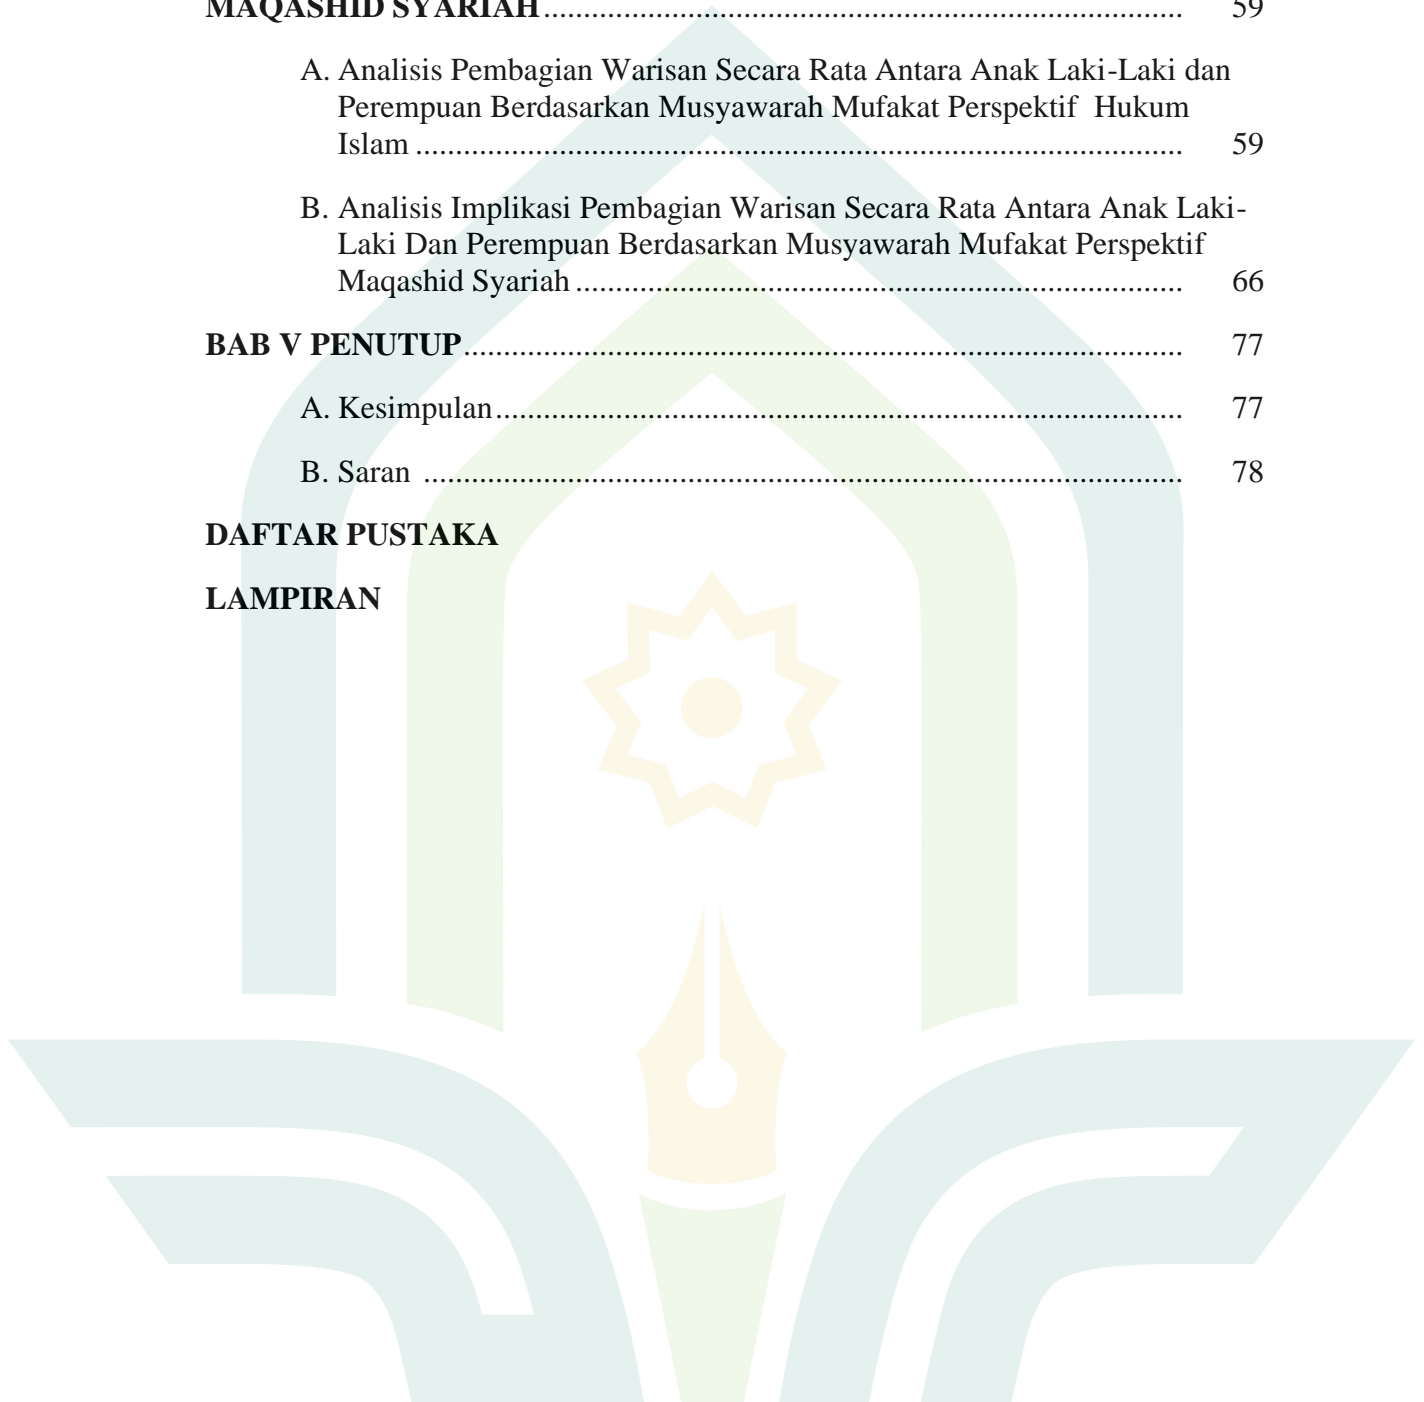 MAQASHID SYARIAH ........................................................................ 59
A. Analisis Pembagian Warisan Secara Rata Antara Anak Laki-Laki dan
Perempuan Berdasarkan Musyawarah Mufakat Perspektif Hukum
Islam ........................................................................ 59
B. Analisis Implikasi Pembagian Warisan Secara Rata Antara Anak Laki-
Laki Dan Perempuan Berdasarkan Musyawarah Mufakat Perspektif
Maqashid Syariah ........................................................................ 66
BAB V PENUTUP ........................................................................ 77
A. Kesimpulan ........................................................................ 77
B. Saran ........................................................................ 78
DAFTAR PUSTAKA
LAMPIRAN